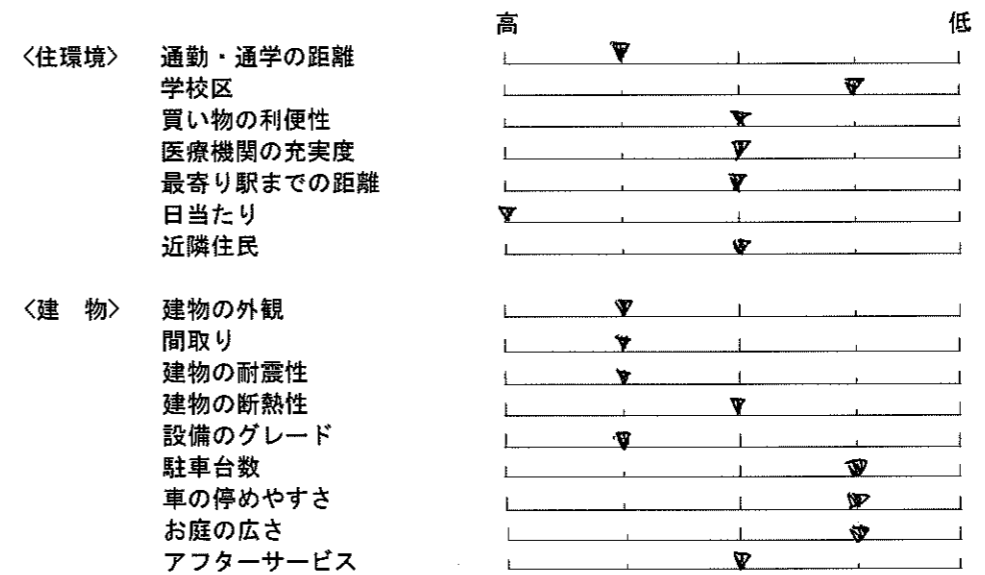 高 低
〈住環境〉 通勤・通学の距離
学校区
買い物の利便性
医療機関の充実度
最寄り駅までの距離
日当たり
近隣住民
〈建 物〉 建物の外観
間取り
建物の耐震性
建物の断熱性
設備のグレード
駐車台数
車の停めやすさ
お庭の広さ
アフターサービス